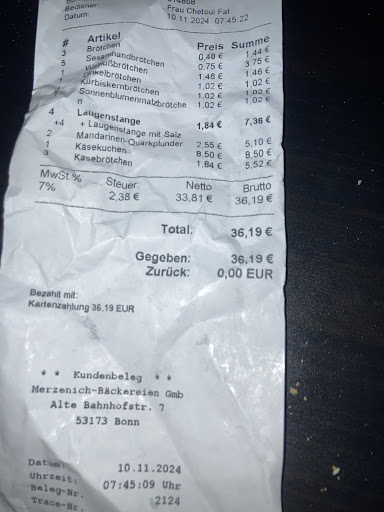 Bediener: Frau Chetoui Fat
Datum: 10.11.2024 07:45:22
# Artikel Preis Summe
3 Brötchen 0,48 € 1,44 €
5 Sesamhandbrötchen 0,75 € 3,75 €
1 1,46 € 1,46 €
1 Dinkelbrötchen 1,02 € 1,02 €
1 Kürbiskernbrötchen 1,02 € 1,02 €
1 Sonnenblumenmalzbrötche 1,02 € 1,02 €
n
4 Laugenstange 1,84 € 7,36 €
+4 + Laugenstange mit Salz
2 Mandarinen-Quarkplunder 2,55 € 5,10 €
1 Käsekuchen 8,50 € 8,50 €
3 Käsebrötchen 1,84 € 5,52 €
MwSt % Steuer Netto Brutto
7% 2,38 € 33,81 € 36,19 €
Total: 36,19 €
Gegeben: 36,19 €
Zurück: 0,00 EUR
Bezahlt mit:
Kartenzahlung 36,19 EUR
* * Kundenbeleg * *
Merzenich-Bäckereien Gmb
Alte Bahnhofstr. 7
53173 Bonn
Datum: 10.11.2024
Uhrzeit: 07:45:09 Uhr
Beleg-Nr. 2124
Trace-Nr.